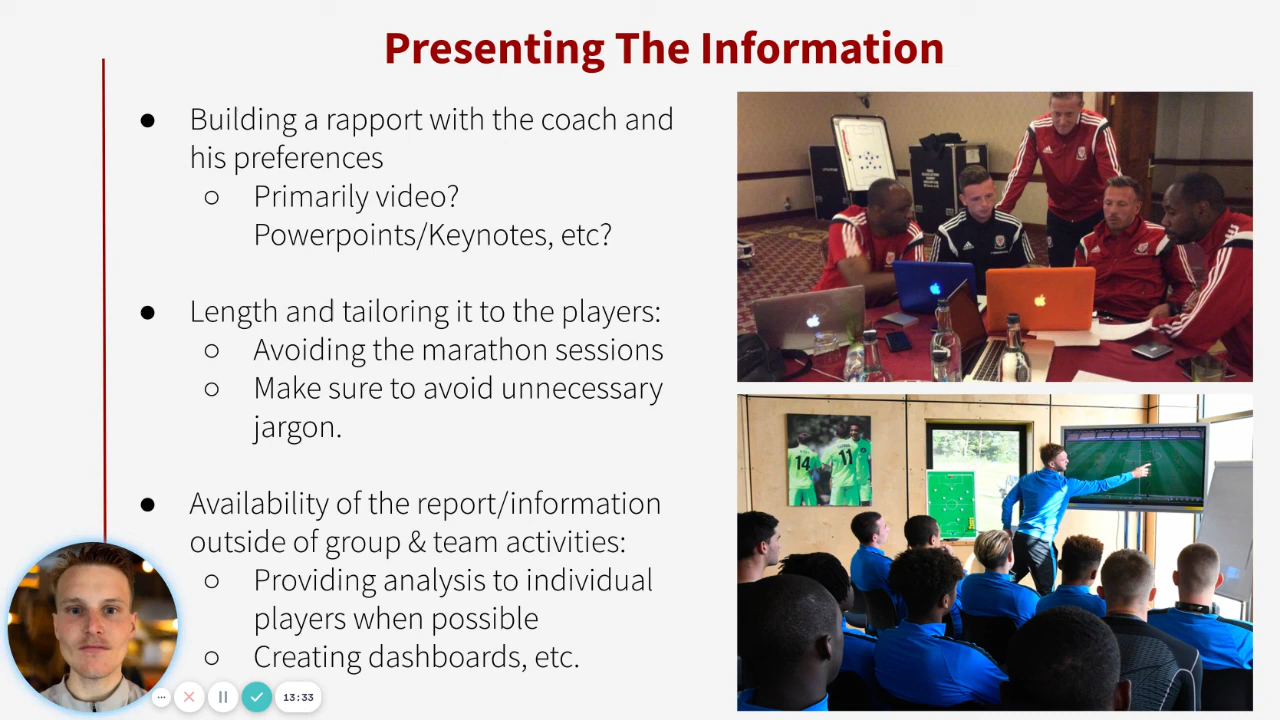 Presenting The Information
● Building a rapport with the coach and
his preferences
○ Primarily video?
Powerpoints/Keynotes, etc?
● Length and tailoring it to the players:
○ Avoiding the marathon sessions
○ Make sure to avoid unnecessary
jargon.
● Availability of the report/information
outside of group & team activities:
○ Providing analysis to individual
players when possible
○ Creating dashboards, etc.
13:33
14
11